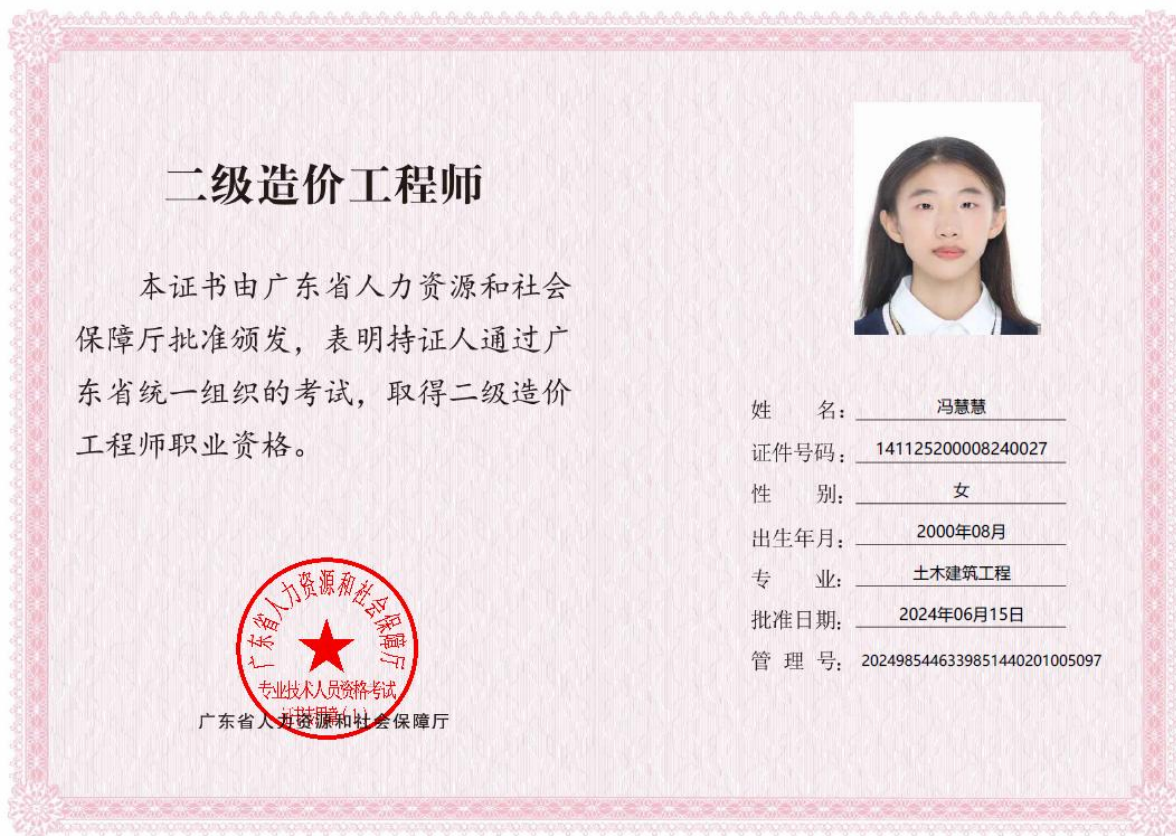 二级造价工程师
本证书由广东省人力资源和社会
保障厅批准颁发，表明持证人通过广
东省统一组织的考试，取得二级造价
工程师职业资格。
广东省人力资源和社会保障厅
专业技术人员资格考试
证书专用章(1)
广东省人力资源和社会保障厅
姓名：冯慧慧
证件号码：141125200008240027
性别：女
出生年月：2000年08月
专业：土木建筑工程
批准日期：2024年06月15日
管理号：2024985446339851440201005097